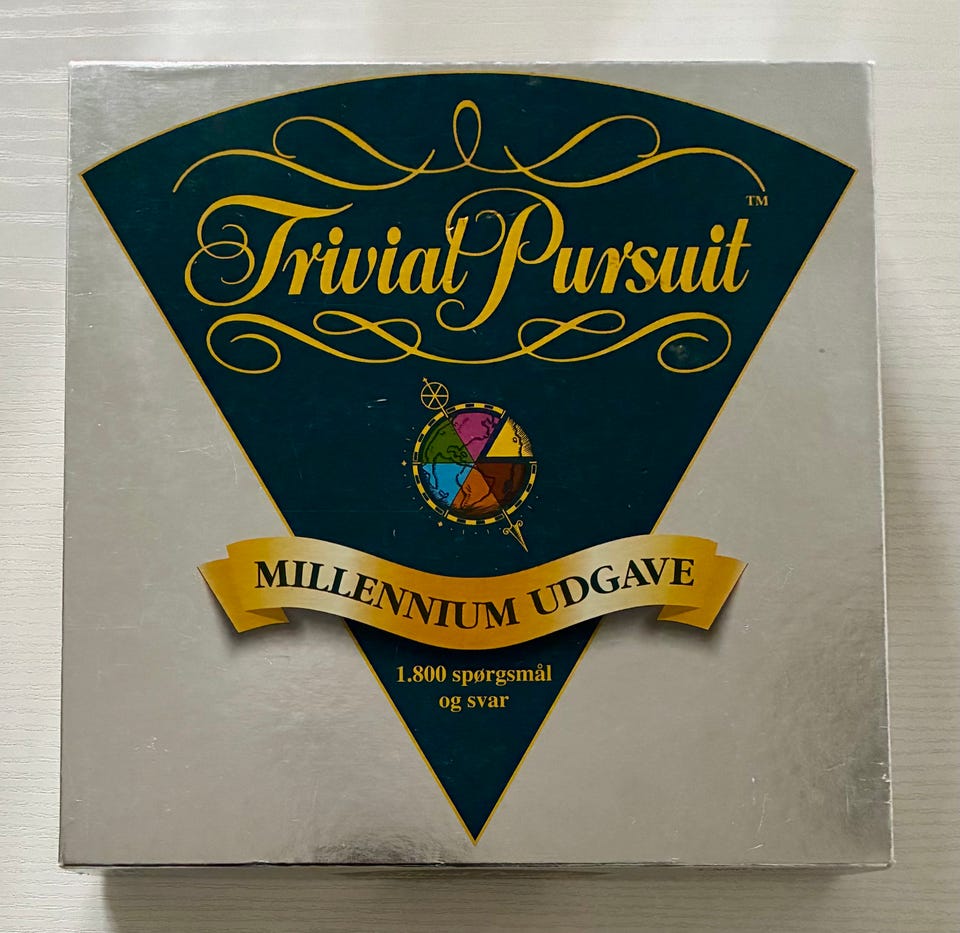 Trivial Pursuit™
MILLENNIUM UDGAVE
1.800 spørgsmål
og svar